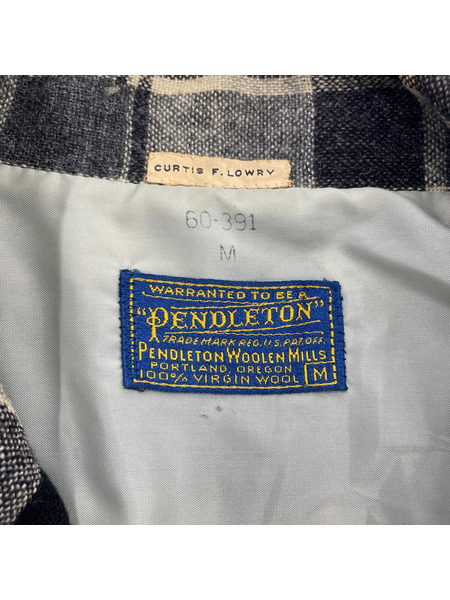 CURTIS F. LOWRY
60-391
M
WARRANTED TO BE A
"PENDLETON"
TRADE MARK REG. U.S. PAT. OFF.
PENDLETON WOOLEN MILLS
PORTLAND, OREGON
100% VIRGIN WOOL M